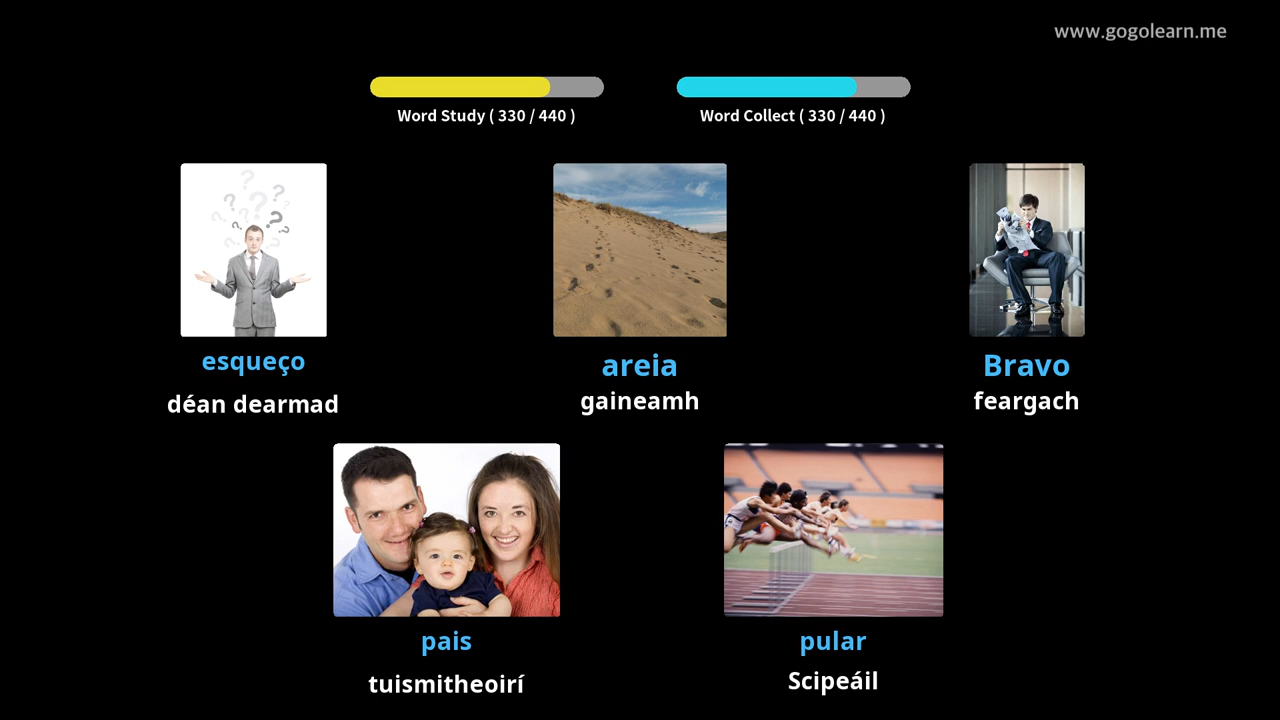 www.gogolearn.me
Word Study ( 330 / 440 )
Word Collect ( 330 / 440 )
esqueço
déan dearmad
areia
gaineamh
Bravo
feargach
pais
tuismitheoirí
pular
Scipeáil